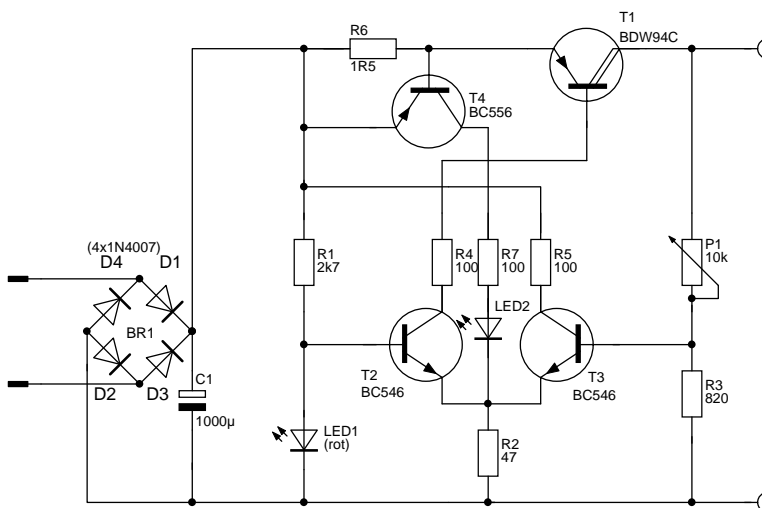 R6
1R5
T1
BDW94C
T4
BC556
(4x1N4007)
D4
D1
BR1
D2
D3
C1
1000µ
R1
2k7
R4
100
R7
100
R5
100
P1
10k
LED2
T2
BC546
T3
BC546
R3
820
LED1
(rot)
R2
47